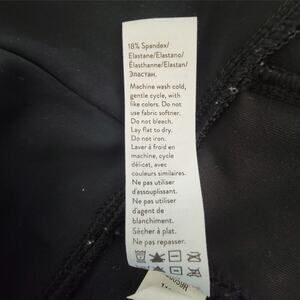 18% Spandex/
Elastane/Elastano/
Élasthanne/Elastan/
Эластан.
Machine wash cold,
gentle cycle, with
like colors. Do not
use fabric softner.
Do not bleach.
Lay flat to dry.
Do not iron.
Laver à froid en
machine, cycle
délicat, avec
couleurs similaires.
Ne pas utiliser
d'assouplissant.
Ne pas utiliser
d'agent de
blanchiment.
Sècher à plat.
Ne pas repasser.